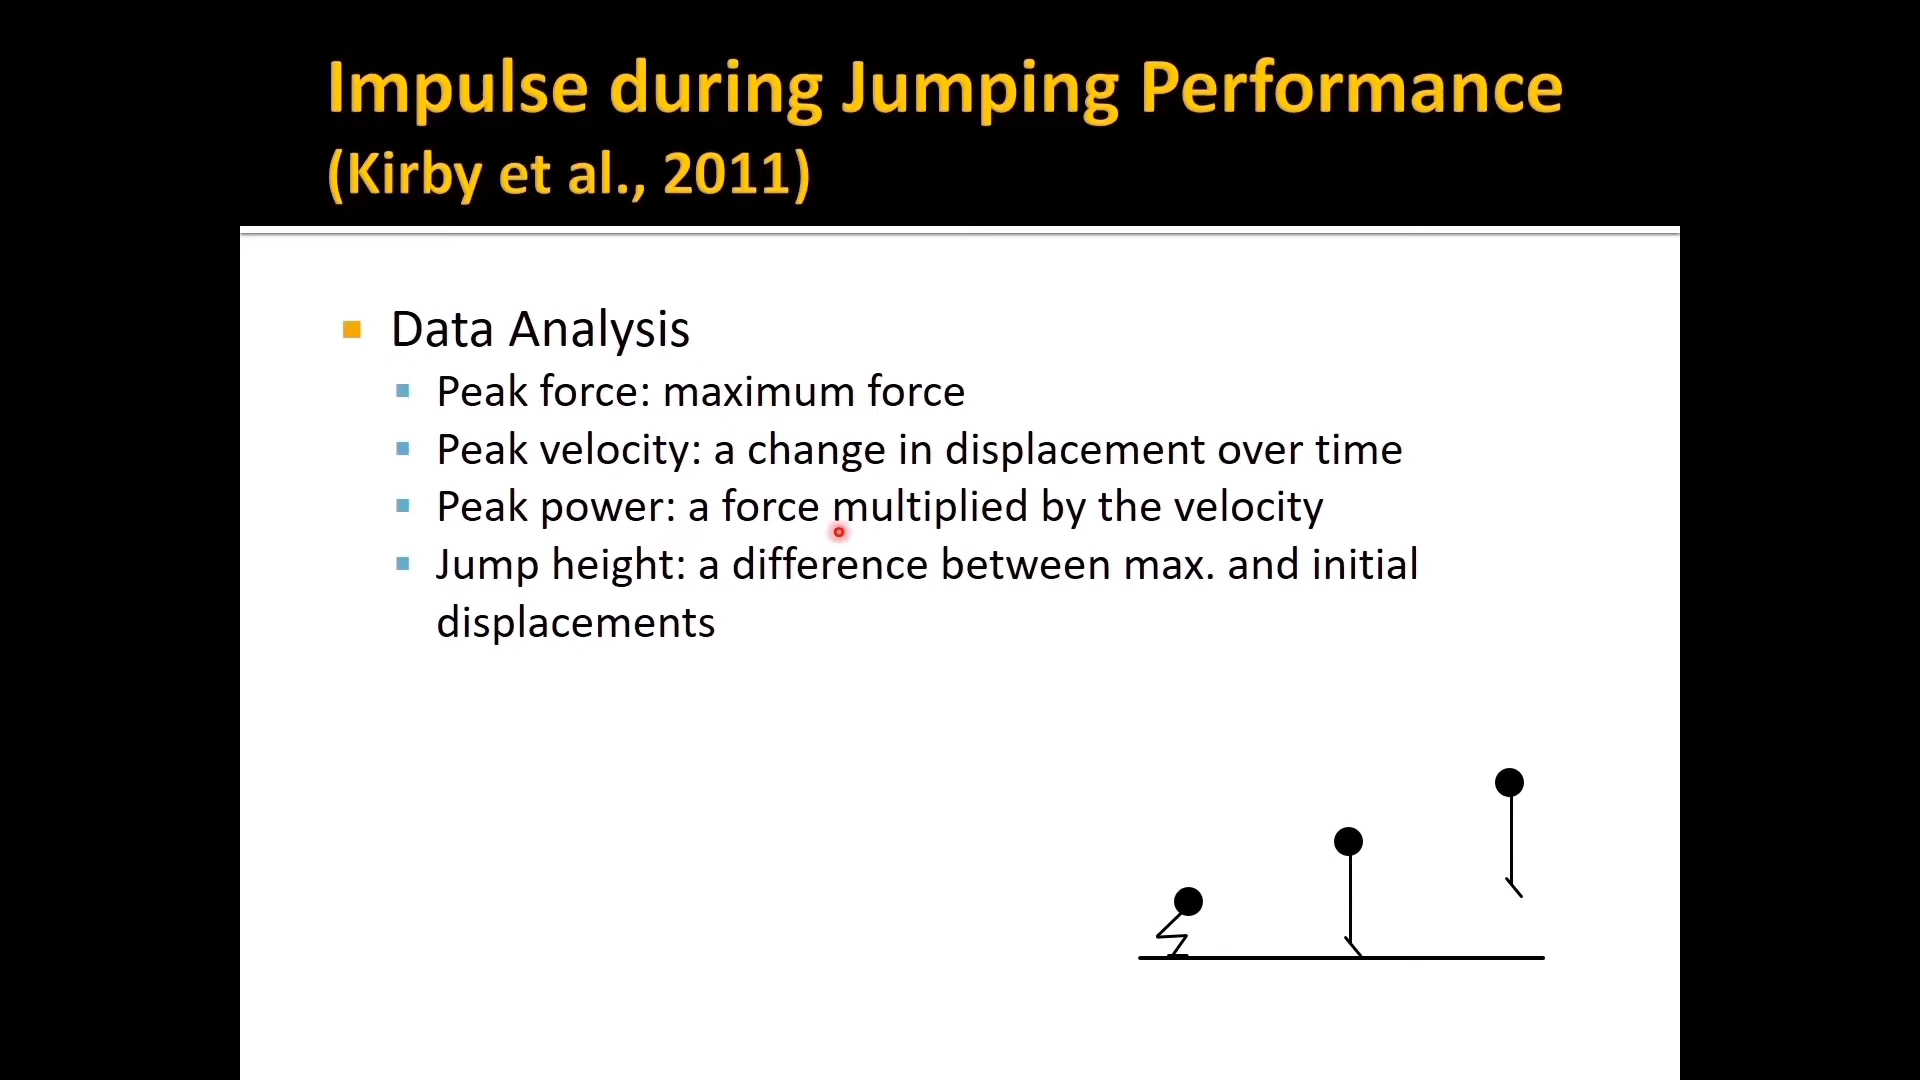 Impulse during Jumping Performance
(Kirby et al., 2011)
Data Analysis
Peak force: maximum force
Peak velocity: a change in displacement over time
Peak power: a force multiplied by the velocity
Jump height: a difference between max. and initial
displacements